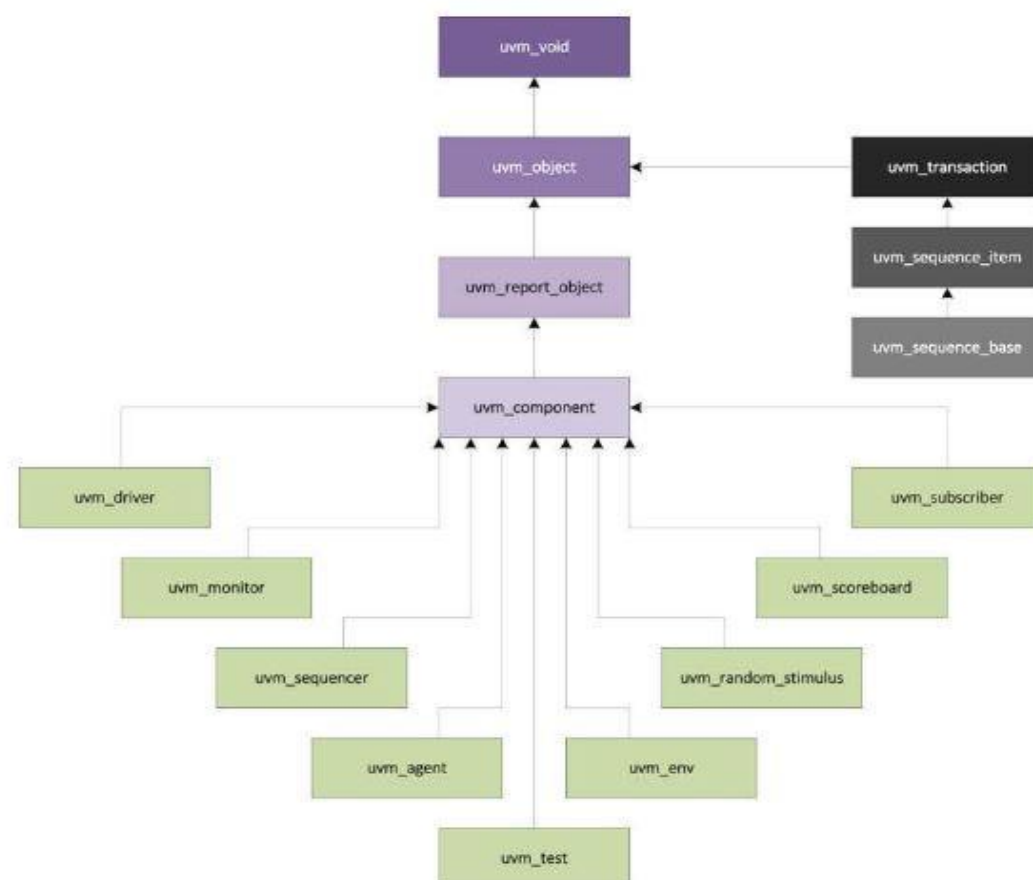 uvm_void
uvm_object
uvm_transaction
uvm_sequence_item
uvm_report_object
uvm_sequence_base
uvm_component
uvm_driver
uvm_subscriber
uvm_monitor
uvm_scoreboard
uvm_sequencer
uvm_random_stimulus
uvm_agent
uvm_env
uvm_test